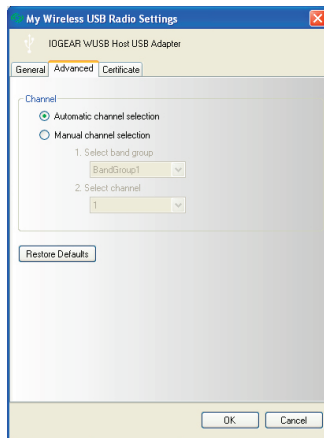 My Wireless USB Radio Settings
IOGEAR WUSB Host USB Adapter
General Advanced Certificate
Channel
Automatic channel selection
Manual channel selection
1. Select band group
BandGroup1
2. Select channel
1
Restore Defaults
OK Cancel